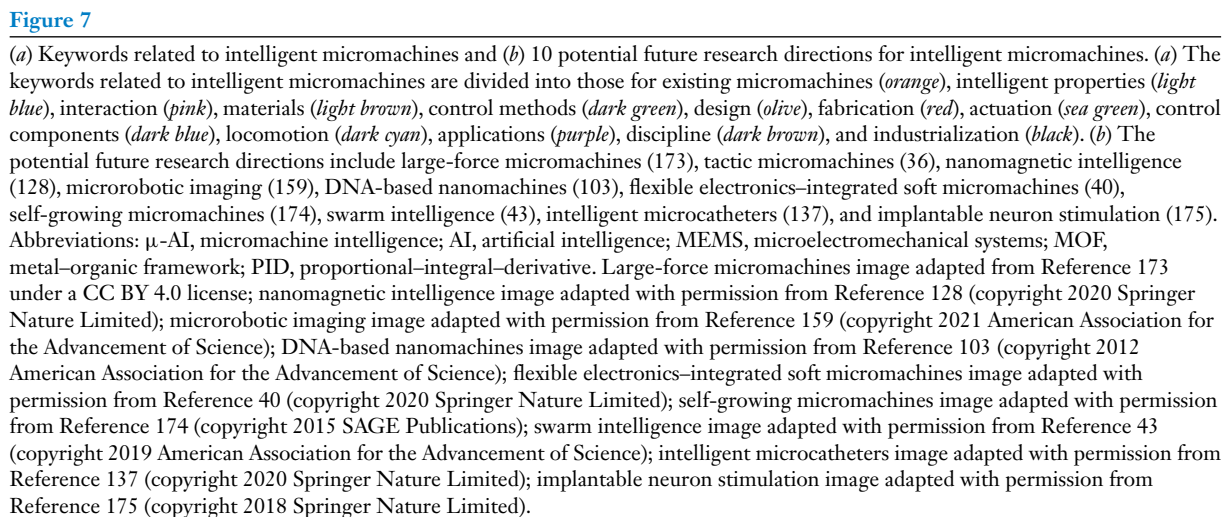 Figure 7
(a) Keywords related to intelligent micromachines and (b) 10 potential future research directions for intelligent micromachines. (a) The
keywords related to intelligent micromachines are divided into those for existing micromachines (orange), intelligent properties (light
blue), interaction (pink), materials (light brown), control methods (dark green), design (olive), fabrication (red), actuation (sea green), control
components (dark blue), locomotion (dark cyan), applications (purple), discipline (dark brown), and industrialization (black). (b) The
potential future research directions include large-force micromachines (173), tactic micromachines (36), nanomagnetic intelligence
(128), microrobotic imaging (159), DNA-based nanomachines (103), flexible electronics–integrated soft micromachines (40),
self-growing micromachines (174), swarm intelligence (43), intelligent microcatheters (137), and implantable neuron stimulation (175).
Abbreviations: μ-AI, micromachine intelligence; AI, artificial intelligence; MEMS, microelectromechanical systems; MOF,
metal–organic framework; PID, proportional–integral–derivative. Large-force micromachines image adapted from Reference 173
under a CC BY 4.0 license; nanomagnetic intelligence image adapted with permission from Reference 128 (copyright 2020 Springer
Nature Limited); microrobotic imaging image adapted with permission from Reference 159 (copyright 2021 American Association for
the Advancement of Science); DNA-based nanomachines image adapted with permission from Reference 103 (copyright 2012
American Association for the Advancement of Science); flexible electronics–integrated soft micromachines image adapted with
permission from Reference 40 (copyright 2020 Springer Nature Limited); self-growing micromachines image adapted with permission
from Reference 174 (copyright 2015 SAGE Publications); swarm intelligence image adapted with permission from Reference 43
(copyright 2019 American Association for the Advancement of Science); intelligent microcatheters image adapted with permission from
Reference 137 (copyright 2020 Springer Nature Limited); implantable neuron stimulation image adapted with permission from
Reference 175 (copyright 2018 Springer Nature Limited).